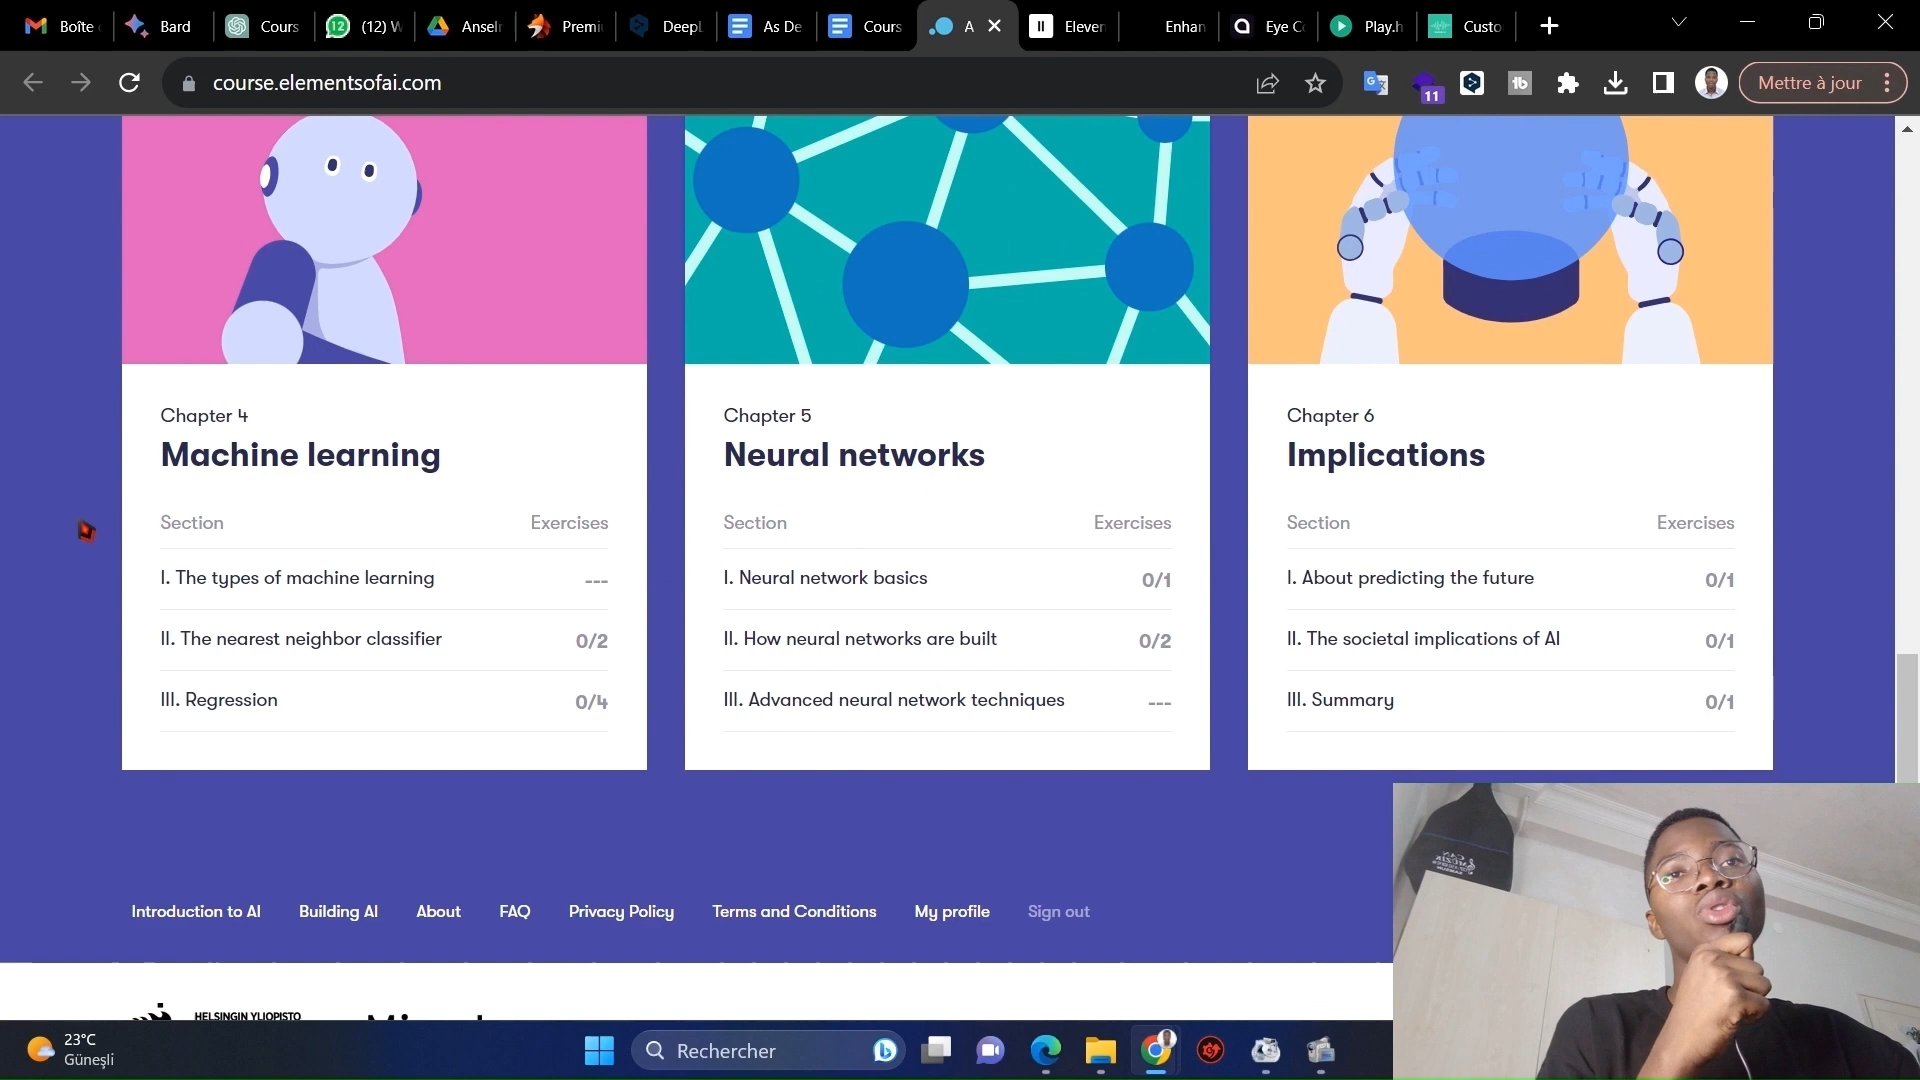 Boîte
Bard
Cours
(12) W
Anseln
Premi
DeepL
As De
Cours
A
Eleven
Enhan
Eye Co
Play.h
Custo
course.elementsofai.com
11
Mettre à jour
Chapter 4
Machine learning
Section Exercises
I. The types of machine learning ---
II. The nearest neighbor classifier 0/2
III. Regression 0/4
Chapter 5
Neural networks
Section Exercises
I. Neural network basics 0/1
II. How neural networks are built 0/2
III. Advanced neural network techniques ---
Chapter 6
Implications
Section Exercises
I. About predicting the future 0/1
II. The societal implications of AI 0/1
III. Summary 0/1
Introduction to AI Building AI About FAQ Privacy Policy Terms and Conditions My profile Sign out
HELSINGIN YLIOPISTO
23°C
Güneşli
Rechercher